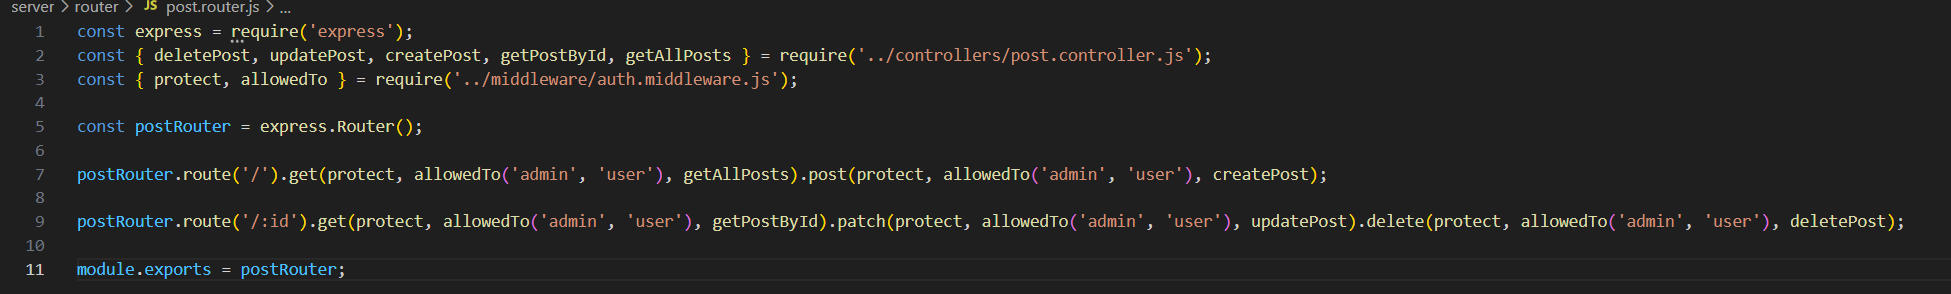 server > router > JS post.router.js > ...
1 const express = require('express');
2 const { deletePost, updatePost, createPost, getPostById, getAllPosts } = require('../controllers/post.controller.js');
3 const { protect, allowedTo } = require('../middleware/auth.middleware.js');
4
5 const postRouter = express.Router();
6
7 postRouter.route('/').get(protect, allowedTo('admin', 'user'), getAllPosts).post(protect, allowedTo('admin', 'user'), createPost);
8
9 postRouter.route('/:id').get(protect, allowedTo('admin', 'user'), getPostById).patch(protect, allowedTo('admin', 'user'), updatePost).delete(protect, allowedTo('admin', 'user'), deletePost);
10
11 module.exports = postRouter;